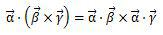 α⃗ · (β⃗ × γ⃗) = α⃗ · β⃗ × α⃗ · γ⃗